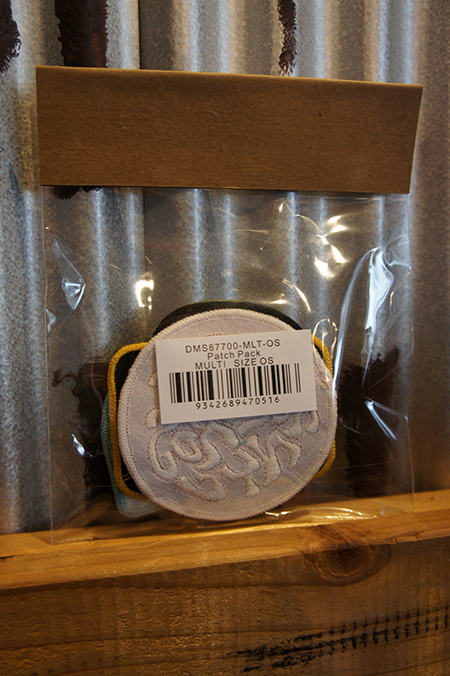 DMS87700-MLT-OS
Patch Pack
MULTI SIZE OS
9342689470516